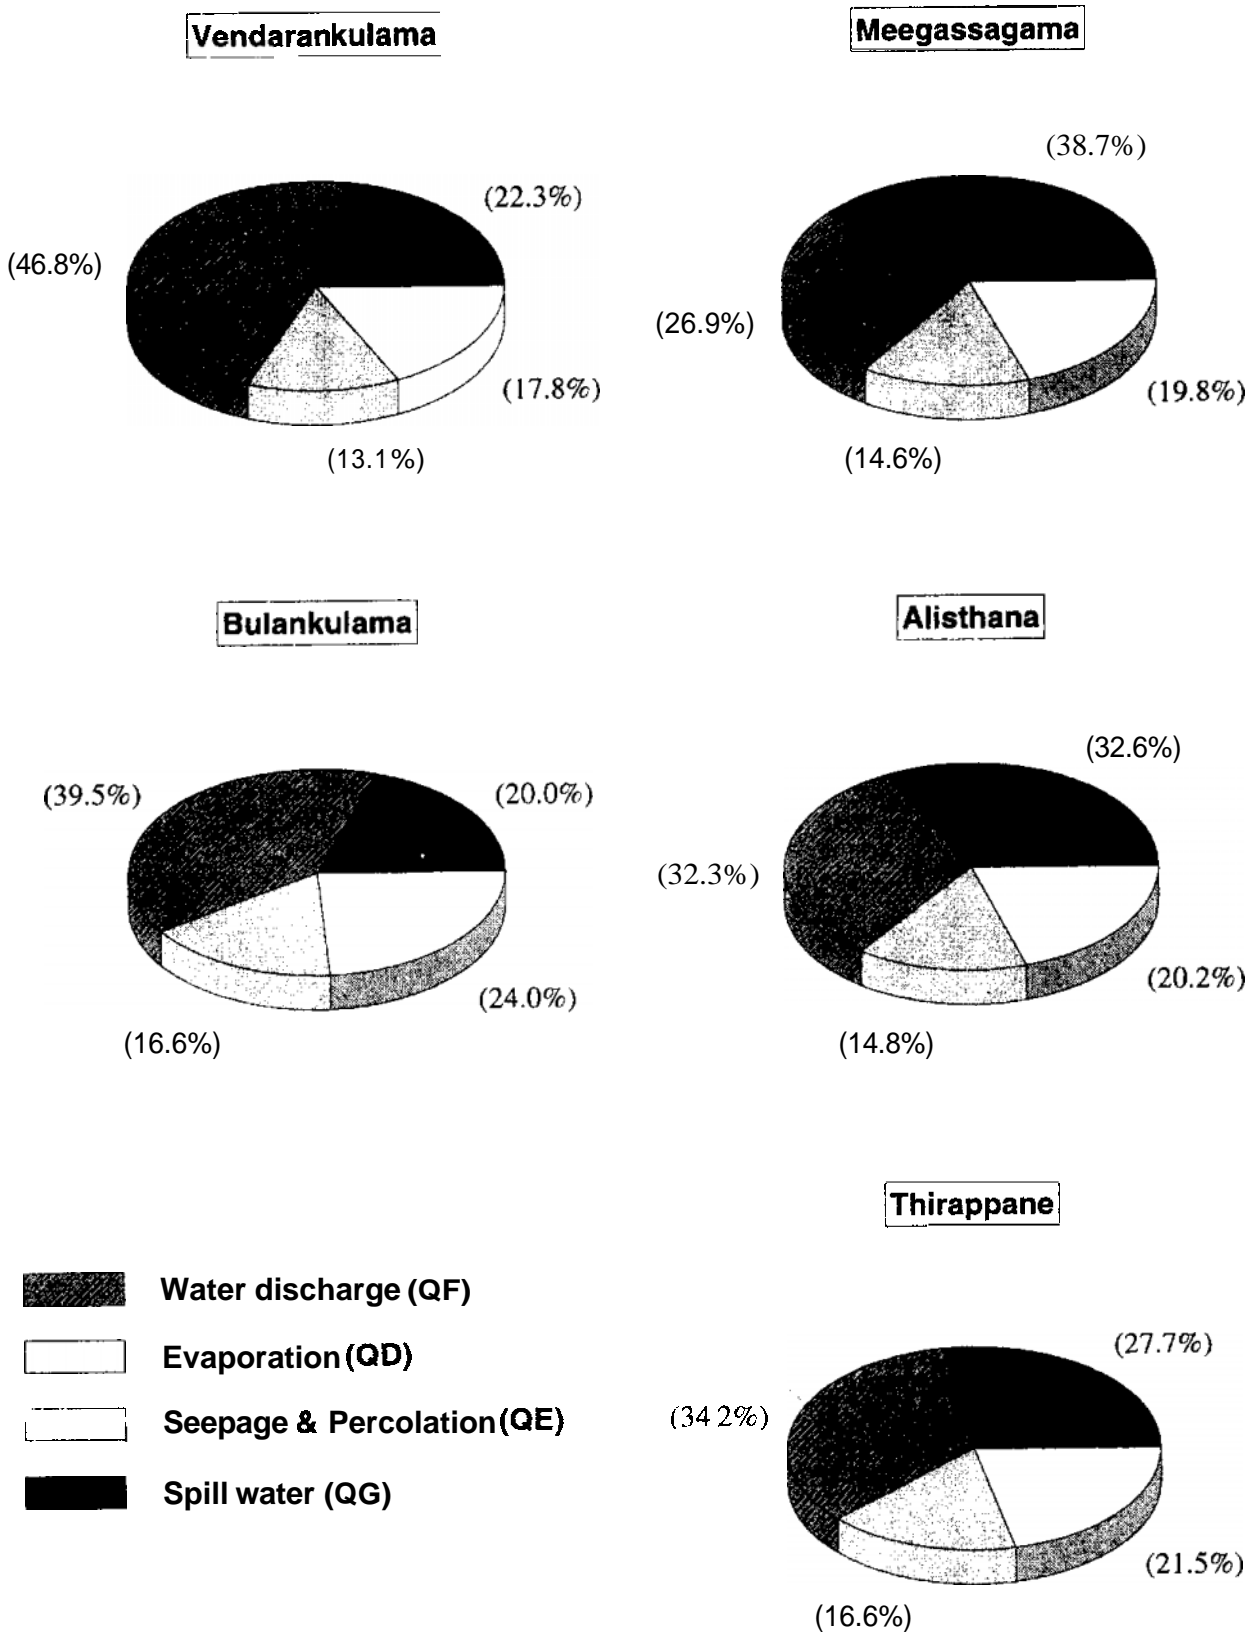 Vendarankulama
Meegassagama
(38.7%)
(22.3%)
(46.8%)
(26.9%)
(17.8%)
(19.8%)
(13.1%)
(14.6%)
Bulankulama
Alisthana
(32.6%)
(39.5%)
(20.0%)
(32.3%)
(24.0%)
(20.2%)
(16.6%)
(14.8%)
Thirappane
Water discharge (QF)
Evaporation (QD)
Seepage & Percolation (QE)
Spill water (QG)
(27.7%)
(34 2%)
(21.5%)
(16.6%)